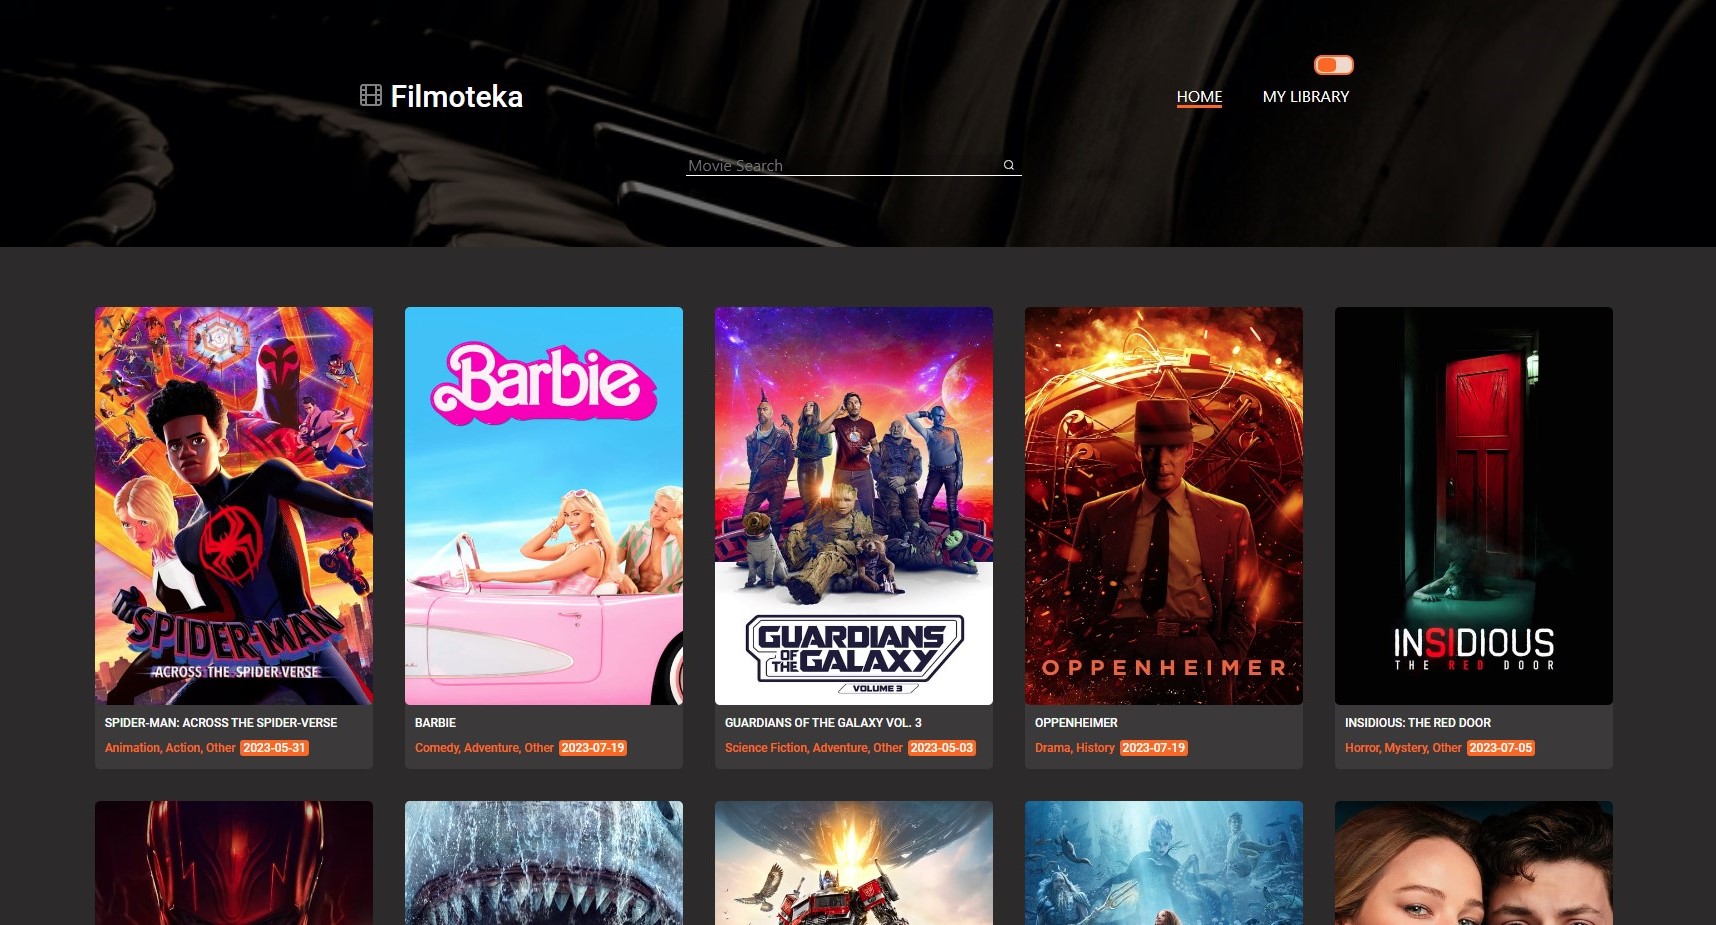 Filmoteka
HOME
MY LIBRARY
Movie Search
Barbie
SPIDER-MAN
ACROSS THE SPIDER-VERSE
GUARDIANS
OF THE GALAXY
VOLUME 3
OPPENHEIMER
INSIDIOUS
THE RED DOOR
SPIDER-MAN: ACROSS THE SPIDER-VERSE
Animation, Action, Other 2023-05-31
BARBIE
Comedy, Adventure, Other 2023-07-19
GUARDIANS OF THE GALAXY VOL. 3
Science Fiction, Adventure, Other 2023-05-03
OPPENHEIMER
Drama, History 2023-07-19
INSIDIOUS: THE RED DOOR
Horror, Mystery, Other 2023-07-05